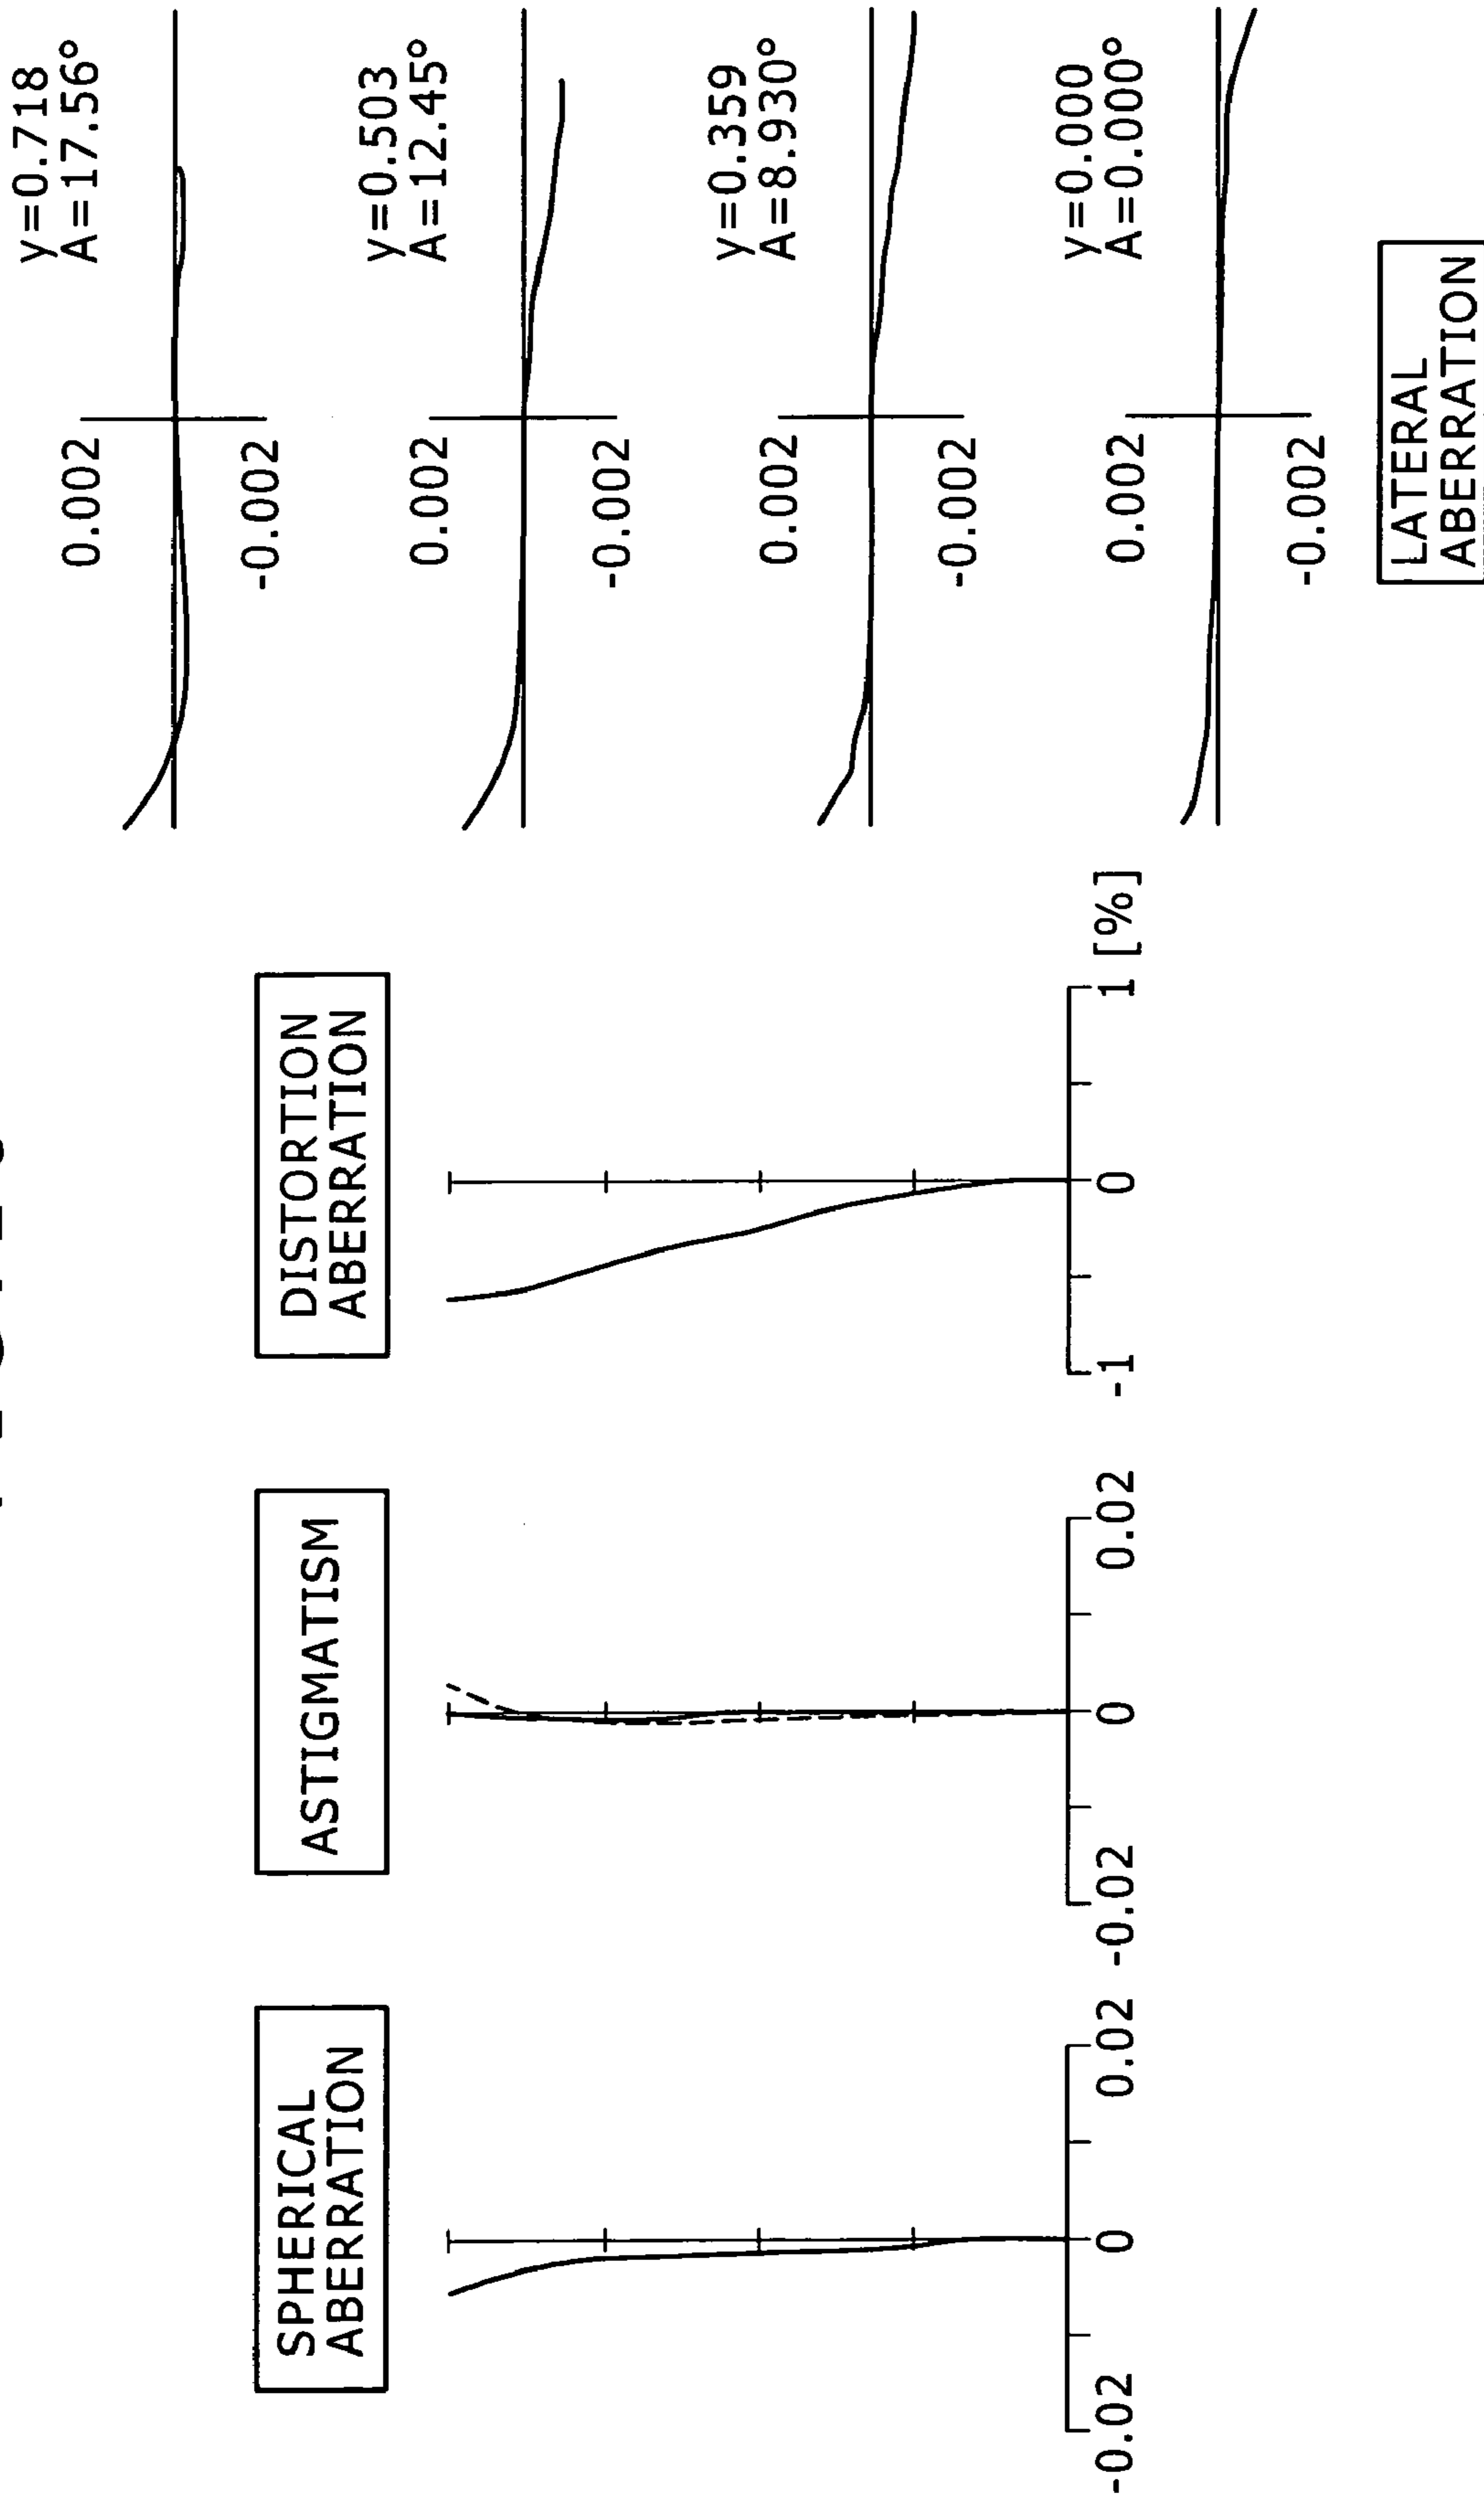 SPHERICAL
ABERRATION
-0.02
0
0.02
ASTIGMATISM
-0.02
0
0.02
DISTORTION
ABERRATION
-1
0
1 [%]
Y=0.718
A=17.56°
0.002
-0.002
Y=0.503
A=12.45°
0.002
-0.002
Y=0.359
A=8.930°
0.002
-0.002
Y=0.000
A=0.000°
0.002
-0.002
LATERAL
ABERRATION